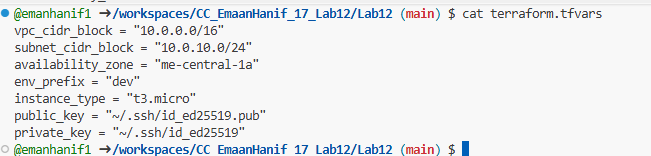 @emanhanif1 ➜/workspaces/CC_EmaanHanif_17_Lab12/Lab12 (main) $ cat terraform.tfvars
vpc_cidr_block = "10.0.0.0/16"
subnet_cidr_block = "10.0.10.0/24"
availability_zone = "me-central-1a"
env_prefix = "dev"
instance_type = "t3.micro"
public_key = "~/.ssh/id_ed25519.pub"
private_key = "~/.ssh/id_ed25519"
@emanhanif1 ➜/workspaces/CC_EmaanHanif_17_Lab12/Lab12 (main) $